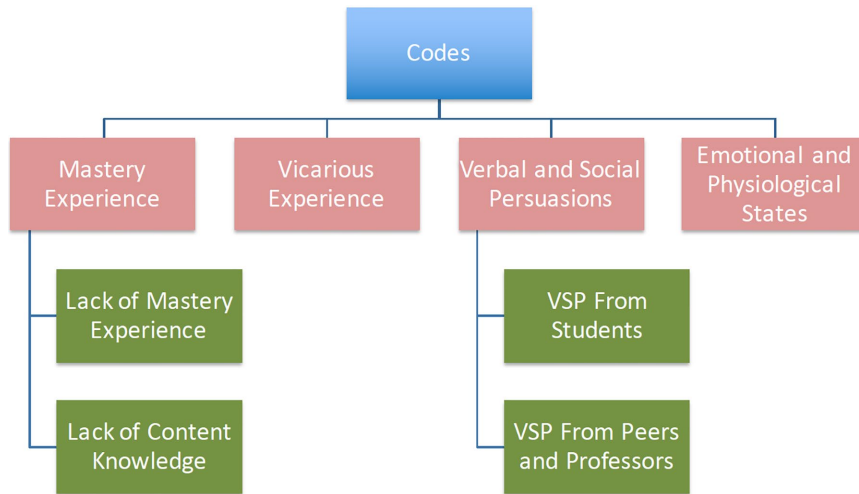 Codes
Mastery
Experience
Vicarious
Experience
Verbal and Social
Persuasions
Emotional and
Physiological
States
Lack of Mastery
Experience
VSP From
Students
Lack of Content
Knowledge
VSP From Peers
and Professors